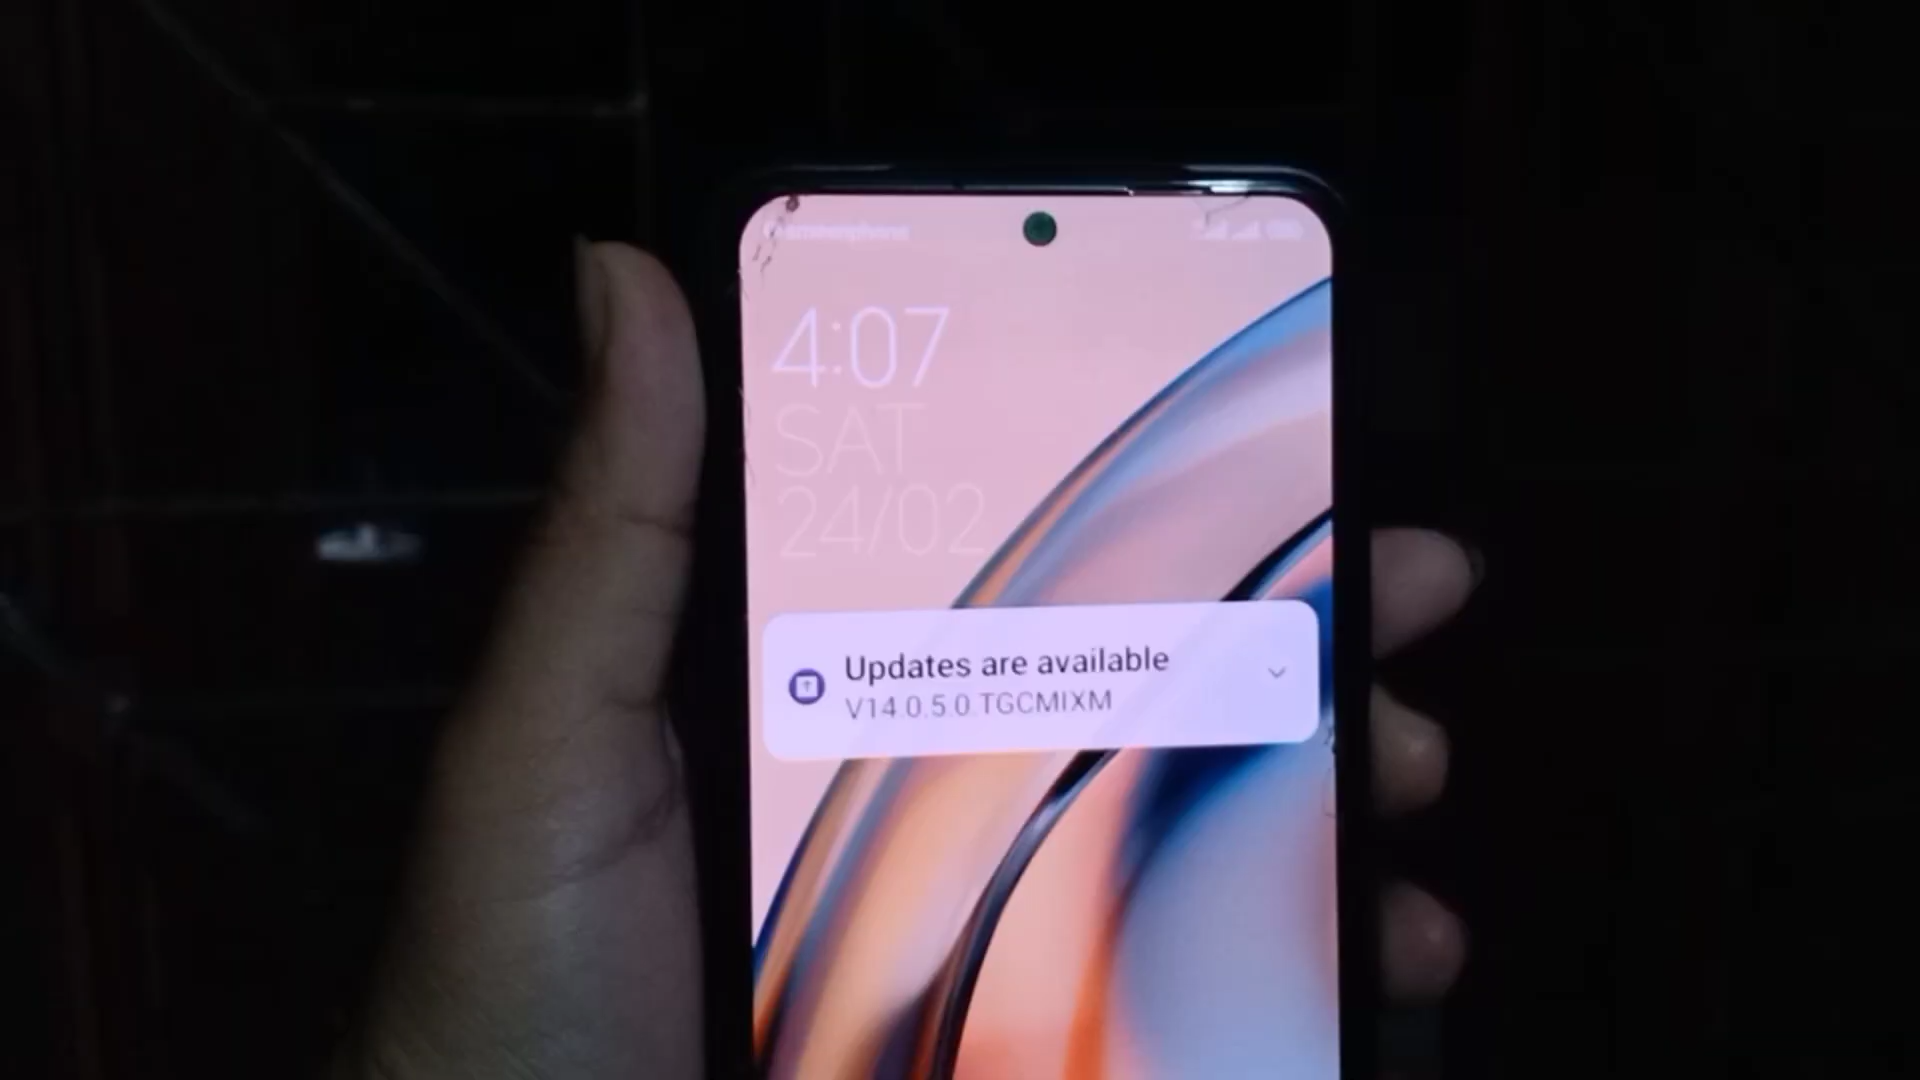 4:07
SAT
24/02
Updates are available
V14.0.5.0.TGCMIXM